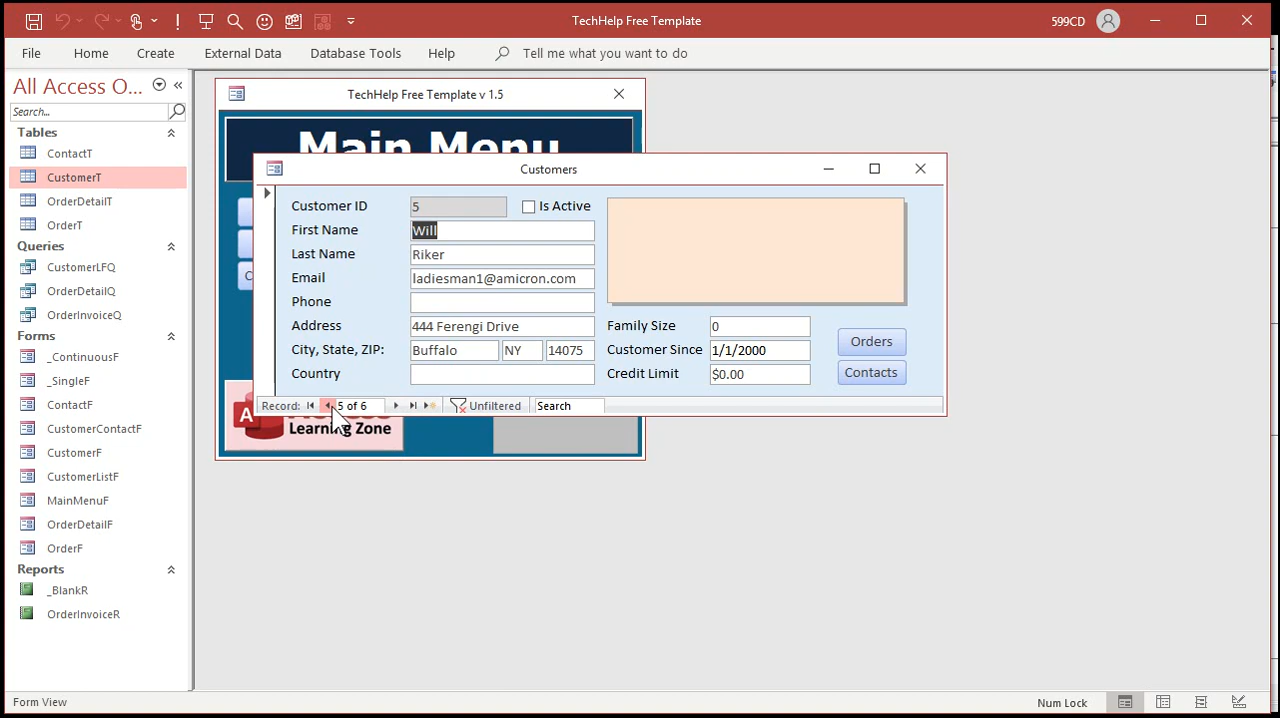 TechHelp Free Template
599CD
File Home Create External Data Database Tools Help Tell me what you want to do
All Access O...
Search...
Tables
ContactT
CustomerT
OrderDetailT
OrderT
Queries
CustomerLFQ
OrderDetailQ
OrderInvoiceQ
Forms
_ContinuousF
_SingleF
ContactF
CustomerContactF
CustomerF
CustomerListF
MainMenuF
OrderDetailF
OrderF
Reports
_BlankR
OrderInvoiceR
TechHelp Free Template v 1.5
Main Menu
Customers
Customer ID 5 Is Active
First Name Will
Last Name Riker
Email ladiesman1@amicron.com
Phone
Address 444 Ferengi Drive
City, State, ZIP: Buffalo NY 14075
Country
Family Size 0
Customer Since 1/1/2000
Credit Limit $0.00
Orders
Contacts
Record: 5 of 6 Unfiltered Search
A
Learning Zone
Form View
Num Lock